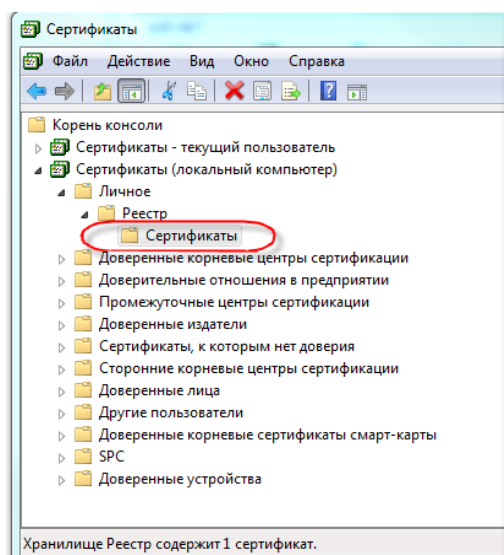 Сертификаты
Файл Действие Вид Окно Справка
Корень консоли
Сертификаты - текущий пользователь
Сертификаты (локальный компьютер)
Личное
Реестр
Сертификаты
Доверенные корневые центры сертификации
Доверительные отношения в предприятии
Промежуточные центры сертификации
Доверенные издатели
Сертификаты, к которым нет доверия
Сторонние корневые центры сертификации
Доверенные лица
Другие пользователи
Доверенные корневые сертификаты смарт-карты
SPC
Доверенные устройства
Хранилище Реестр содержит 1 сертификат.